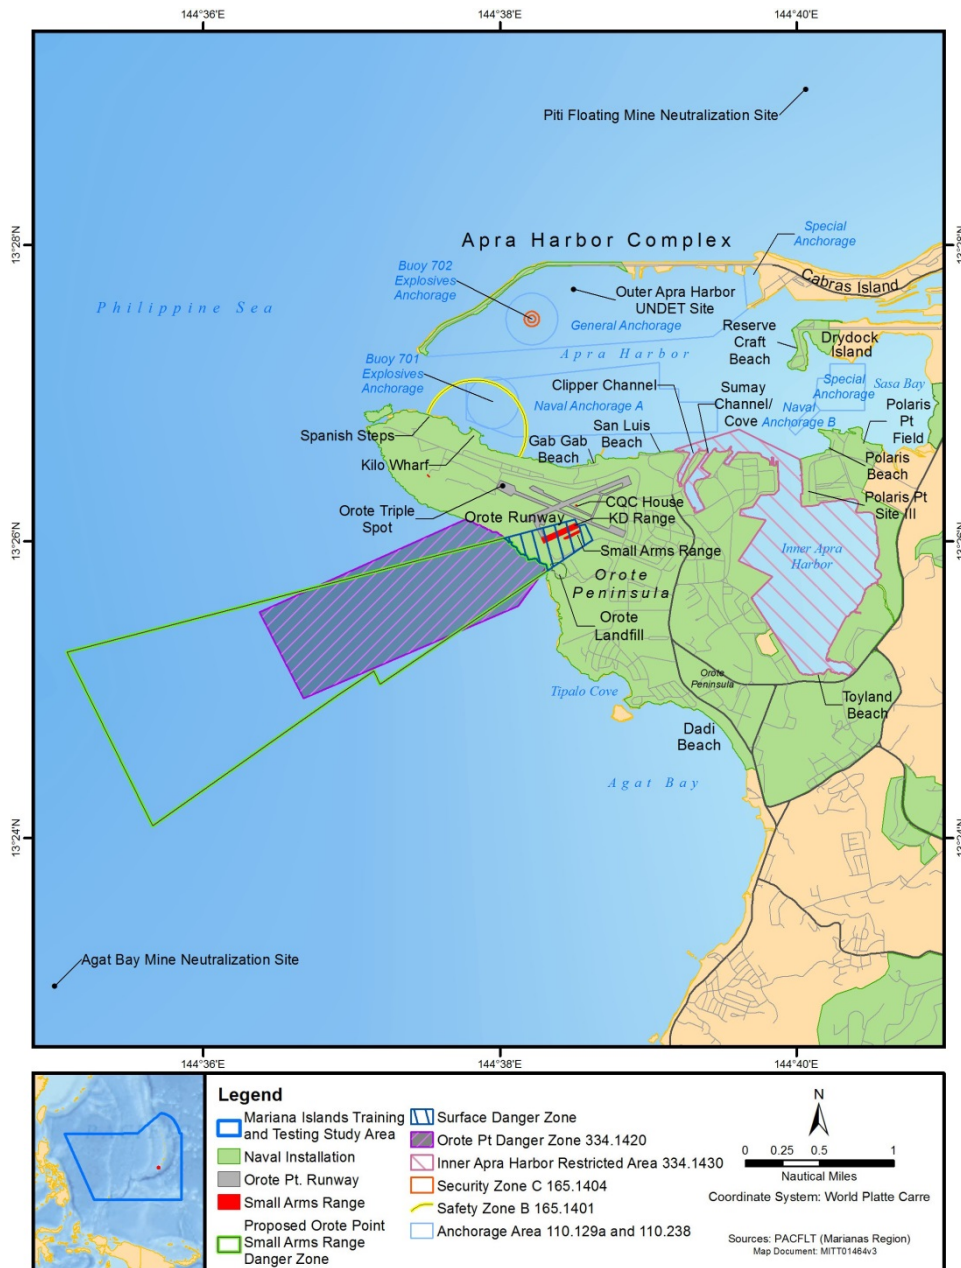 144°36'E
144°38'E
144°40'E
Piti Floating Mine Neutralization Site
13°28'N
13°28'N
Apra Harbor Complex
Special
Anchorage
Buoy 702
Explosives
Anchorage
Cabras Island
Philippine Sea
Outer Apra Harbor
UNDET Site
General Anchorage
Reserve
Craft
Beach
Drydock
Island
Apra Harbor
Buoy 701
Explosives
Anchorage
Clipper Channel
Sumay
Channel/
Cove
Special
Anchorage
Sasa Bay
Naval Anchorage A
Naval
Anchorage B
Polaris
Pt
Field
Spanish Steps
San Luis
Beach
Gab Gab
Beach
Kilo Wharf
Polaris
Beach
Polaris Pt
Site III
Orote Triple
Spot
CQC House
Orote Runway
KD Range
13°26'N
13°26'N
Small Arms Range
Inner Apra
Harbor
Orote
Peninsula
Orote
Landfill
Orote
Peninsula
Tipalo Cove
Toyland
Beach
Dadi
Beach
Agat Bay
13°24'N
13°24'N
Agat Bay Mine Neutralization Site
144°36'E
144°38'E
144°40'E
Legend
Mariana Islands Training
and Testing Study Area
Naval Installation
Orote Pt. Runway
Small Arms Range
Proposed Orote Point
Small Arms Range
Danger Zone
Surface Danger Zone
Orote Pt Danger Zone 334.1420
Inner Apra Harbor Restricted Area 334.1430
Security Zone C 165.1404
Safety Zone B 165.1401
Anchorage Area 110.129a and 110.238
N
0 0.5 1
Nautical Miles
Coordinate System: World Platte Carre
Sources: PACFLT (Marianas Region)
Map Document: MITT01464v3